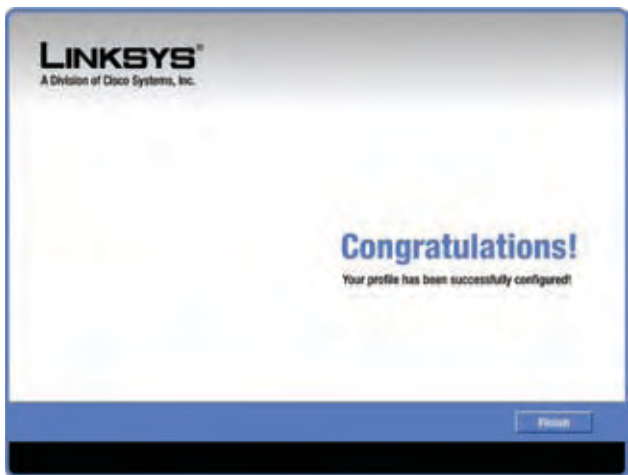 LINKSYS®
A Division of Cisco Systems, Inc.
Congratulations!
Your profile has been successfully configured!
Finish